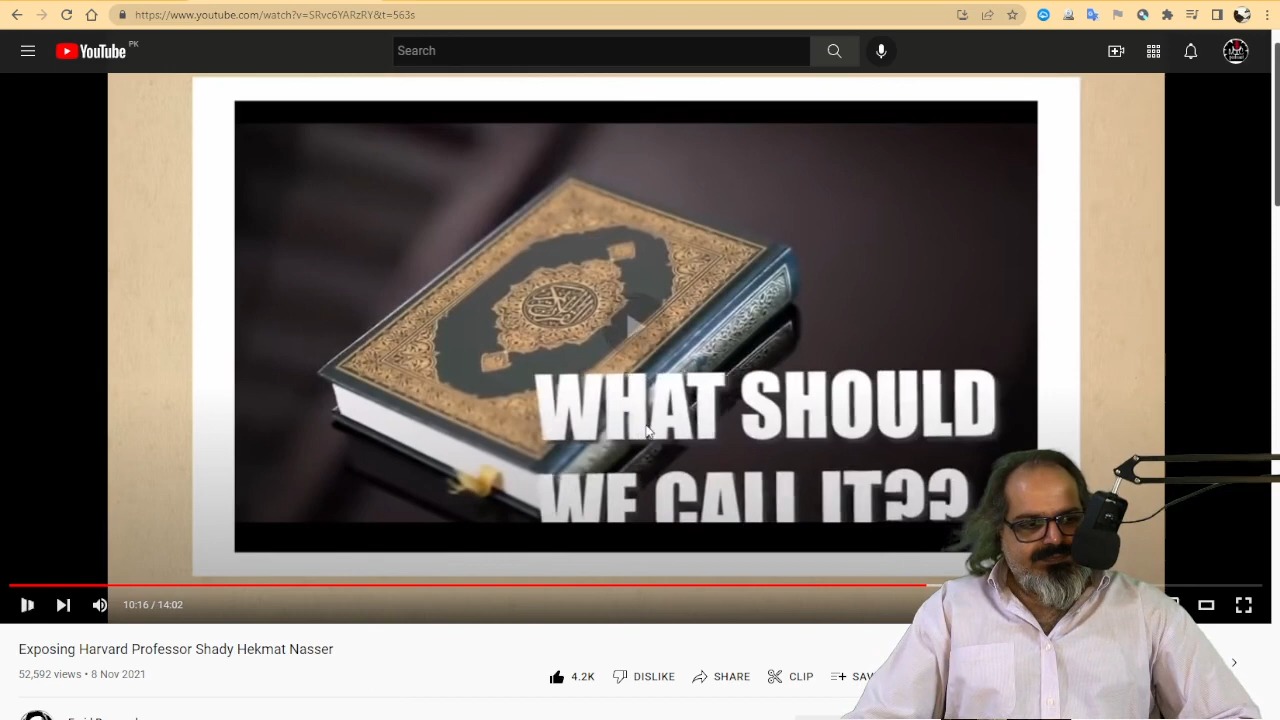 https://www.youtube.com/watch?v=SRvc6YARzRY&t=563s
YouTube PK
Search
WHAT SHOULD
WE CALL IT??
10:16 / 14:02
Exposing Harvard Professor Shady Hekmat Nasser
52,592 views • 8 Nov 2021
4.2K
DISLIKE
SHARE
CLIP